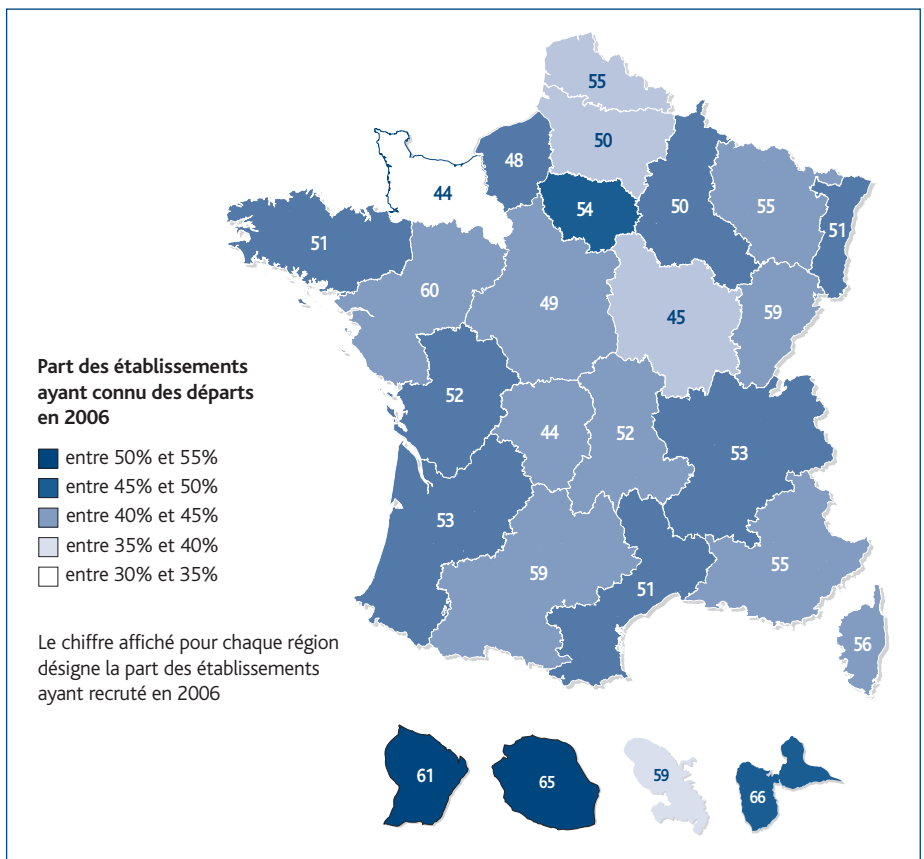 55
50
48
44
54
50
55
51
51
60
49
45
59
Part des établissements
ayant connu des départs
en 2006
entre 50% et 55%
entre 45% et 50%
entre 40% et 45%
entre 35% et 40%
entre 30% et 35%
52
44
52
53
53
59
51
55
56
Le chiffre affiché pour chaque région
désigne la part des établissements
ayant recruté en 2006
61
65
59
66